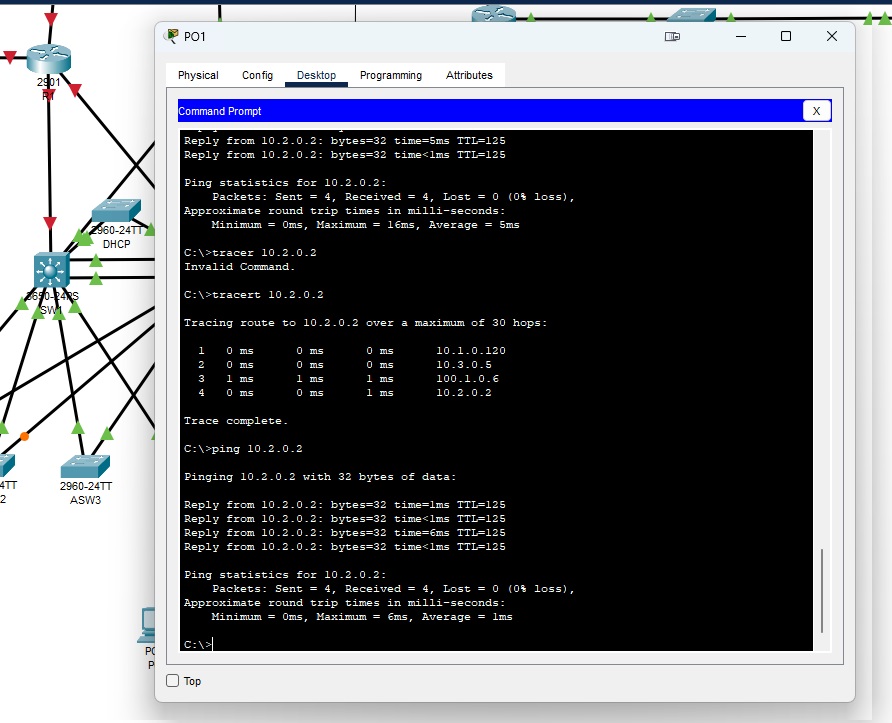 PO1
Physical Config Desktop Programming Attributes
Command Prompt
X
Reply from 10.2.0.2: bytes=32 time=5ms TTL=125
Reply from 10.2.0.2: bytes=32 time<1ms TTL=125
Ping statistics for 10.2.0.2:
Packets: Sent = 4, Received = 4, Lost = 0 (0% loss),
Approximate round trip times in milli-seconds:
Minimum = 0ms, Maximum = 16ms, Average = 5ms
C:\>tracer 10.2.0.2
Invalid Command.
C:\>tracert 10.2.0.2
Tracing route to 10.2.0.2 over a maximum of 30 hops:
1 0 ms 0 ms 0 ms 10.1.0.120
2 0 ms 0 ms 0 ms 10.3.0.5
3 1 ms 1 ms 1 ms 100.1.0.6
4 0 ms 0 ms 1 ms 10.2.0.2
Trace complete.
C:\>ping 10.2.0.2
Pinging 10.2.0.2 with 32 bytes of data:
Reply from 10.2.0.2: bytes=32 time=1ms TTL=125
Reply from 10.2.0.2: bytes=32 time<1ms TTL=125
Reply from 10.2.0.2: bytes=32 time=6ms TTL=125
Reply from 10.2.0.2: bytes=32 time<1ms TTL=125
Ping statistics for 10.2.0.2:
Packets: Sent = 4, Received = 4, Lost = 0 (0% loss),
Approximate round trip times in milli-seconds:
Minimum = 0ms, Maximum = 6ms, Average = 1ms
C:\>
Top
2901
R1
2960-24TT
DHCP
3650-24PS
SW1
4TT
2
2960-24TT
ASW3